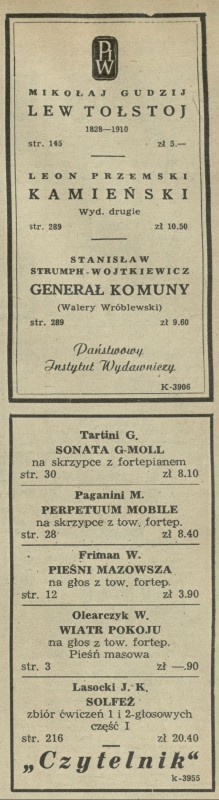 PIW
MIKOŁAJ GUDZIJ
LEW TOŁSTOJ
1828—1910
str. 145 zł 5.—
LEON PRZEMSKI
KAMIEŃSKI
Wyd. drugie
str. 289 zł 10.50
STANISŁAW
STRUMPH-WOJTKIEWICZ
GENERAŁ KOMUNY
(Walery Wróblewski)
str. 289 zł 9.60
Państwowy
Instytut Wydawniczy
K-3906
Tartini G.
SONATA G-MOLL
na skrzypce z fortepianem
str. 30 zł 8.10
Paganini M.
PERPETUUM MOBILE
na skrzypce z tow. fortep.
str. 28 zł 8.40
Friman W.
PIEŚNI MAZOWSZA
na głos z tow. fortep.
str. 12 zł 3.90
Olearczyk W.
WIATR POKOJU
na głos z tow. fortep.
Pieśń masowa
str. 3 zł —.90
Lasocki J. K.
SOLFEŻ
zbiór ćwiczeń 1 i 2-głosowych
część I
str. 216 zł 20.40
„Czytelnik"
k-3955